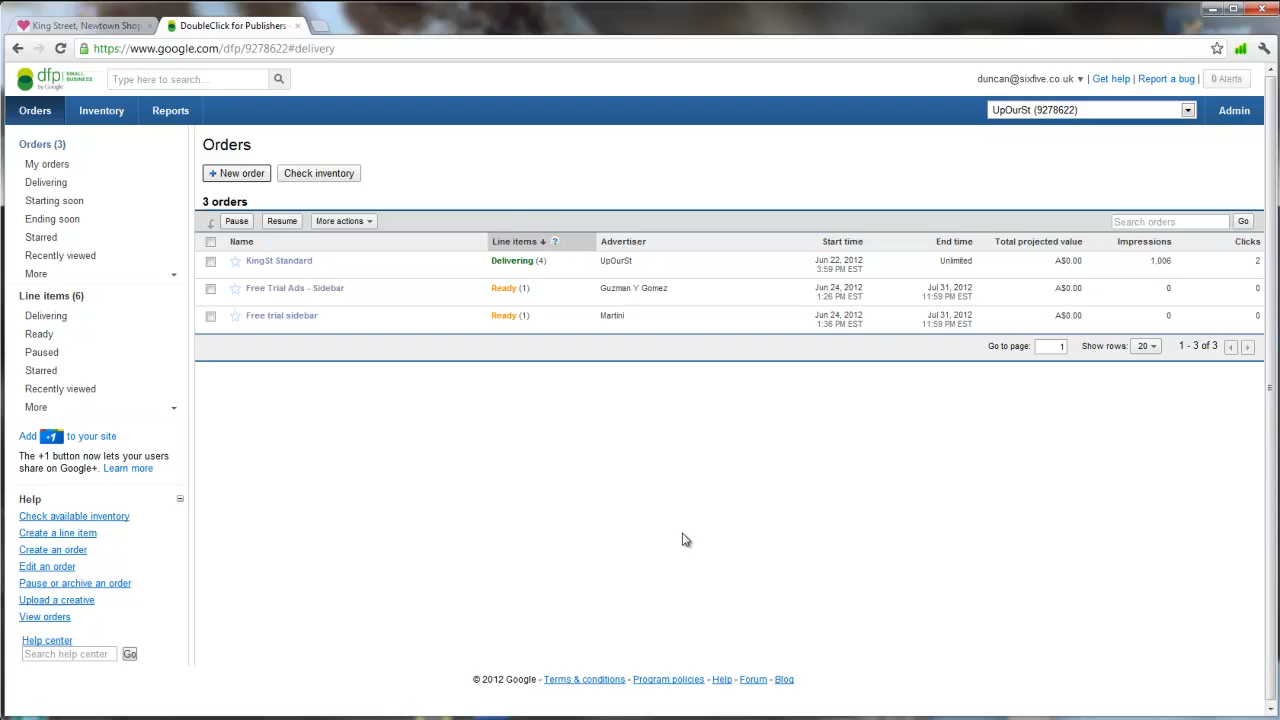 King Street, Newtown Shop
DoubleClick for Publishers
https://www.google.com/dfp/9278622#delivery
dfp SMALL BUSINESS by Google
Type here to search...
duncan@sixfive.co.uk ▼ | Get help | Report a bug | 0 Alerts
Orders Inventory Reports
UpOurSt (9278622)
Admin
Orders (3)
My orders
Delivering
Starting soon
Ending soon
Started
Recently viewed
More
Line items (6)
Delivering
Ready
Paused
Started
Recently viewed
More
Add +1 to your site
The +1 button now lets your users
share on Google+. Learn more
Help
Check available inventory
Create a line item
Create an order
Edit an order
Pause or archive an order
Upload a creative
View orders
Help center
Search help center Go
Orders
+ New order Check inventory
3 orders
Pause Resume More actions Search orders Go
Name Line items ? Advertiser Start time End time Total projected value Impressions Clicks
KingSt Standard Delivering (4) UpOurSt Jun 22, 2012 Unlimited A$0.00 1,006 2
3:59 PM EST
Free Trial Ads - Sidebar Ready (1) Guzman Y Gomez Jun 24, 2012 Jul 31, 2012 A$0.00 0 0
1:26 PM EST 11:59 PM EST
Free trial sidebar Ready (1) Martini Jun 24, 2012 Jul 31, 2012 A$0.00 0 0
1:36 PM EST 11:59 PM EST
Go to page: 1 Show rows: 20 1 - 3 of 3
© 2012 Google - Terms & conditions - Program policies - Help - Forum - Blog